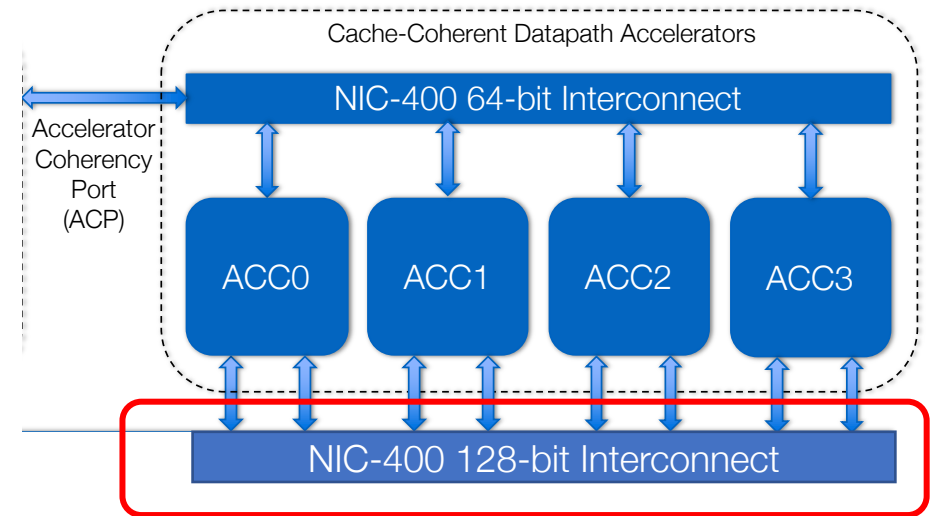 Cache-Coherent Datapath Accelerators
NIC-400 64-bit Interconnect
Accelerator
Coherency
Port
(ACP)
ACC0
ACC1
ACC2
ACC3
NIC-400 128-bit Interconnect